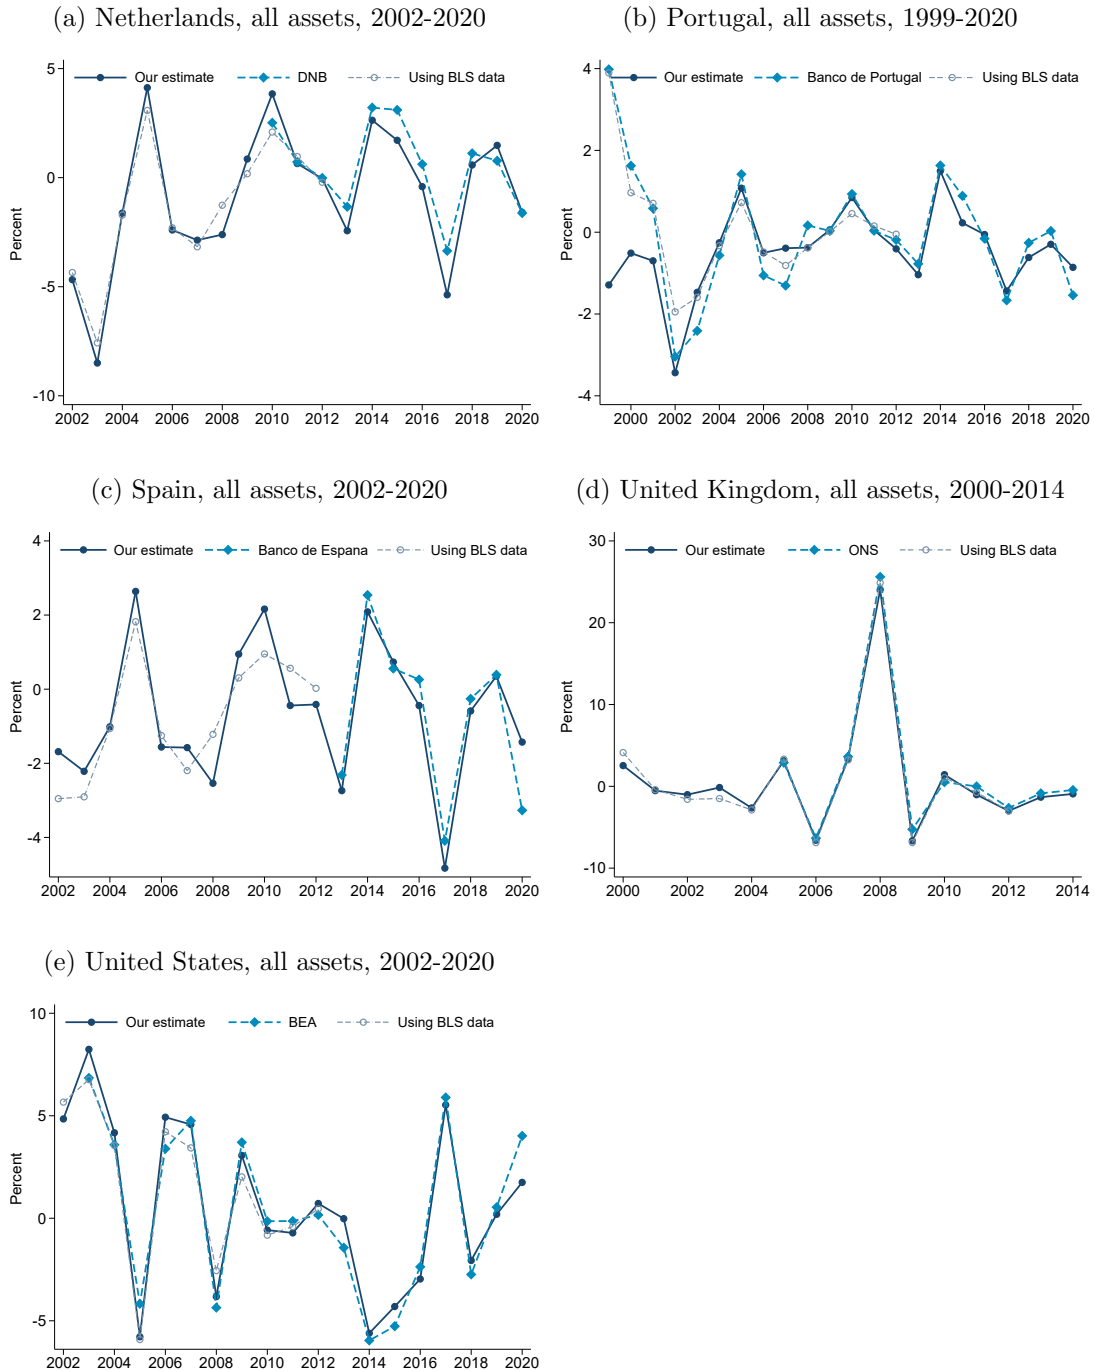 (a) Netherlands, all assets, 2002-2020
Our estimate DNB Using BLS data
Percent
5
0
-5
-10
2002 2004 2006 2008 2010 2012 2014 2016 2018 2020
(b) Portugal, all assets, 1999-2020
Our estimate Banco de Portugal Using BLS data
Percent
4
2
0
-2
-4
2000 2002 2004 2006 2008 2010 2012 2014 2016 2018 2020
(c) Spain, all assets, 2002-2020
Our estimate Banco de Espana Using BLS data
Percent
4
2
0
-2
-4
2002 2004 2006 2008 2010 2012 2014 2016 2018 2020
(d) United Kingdom, all assets, 2000-2014
Our estimate ONS Using BLS data
Percent
30
20
10
0
-10
2000 2002 2004 2006 2008 2010 2012 2014
(e) United States, all assets, 2002-2020
Our estimate BEA Using BLS data
Percent
10
5
0
-5
2002 2004 2006 2008 2010 2012 2014 2016 2018 2020